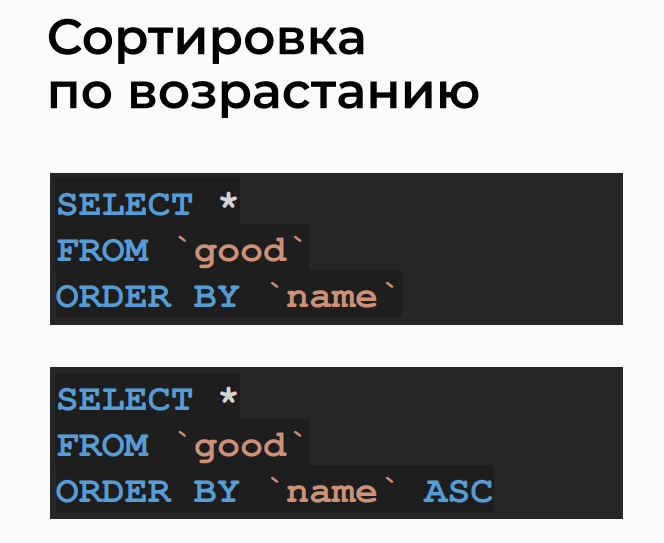 Сортировка
по возрастанию
SELECT *
FROM `good`
ORDER BY `name`
SELECT *
FROM `good`
ORDER BY `name` ASC